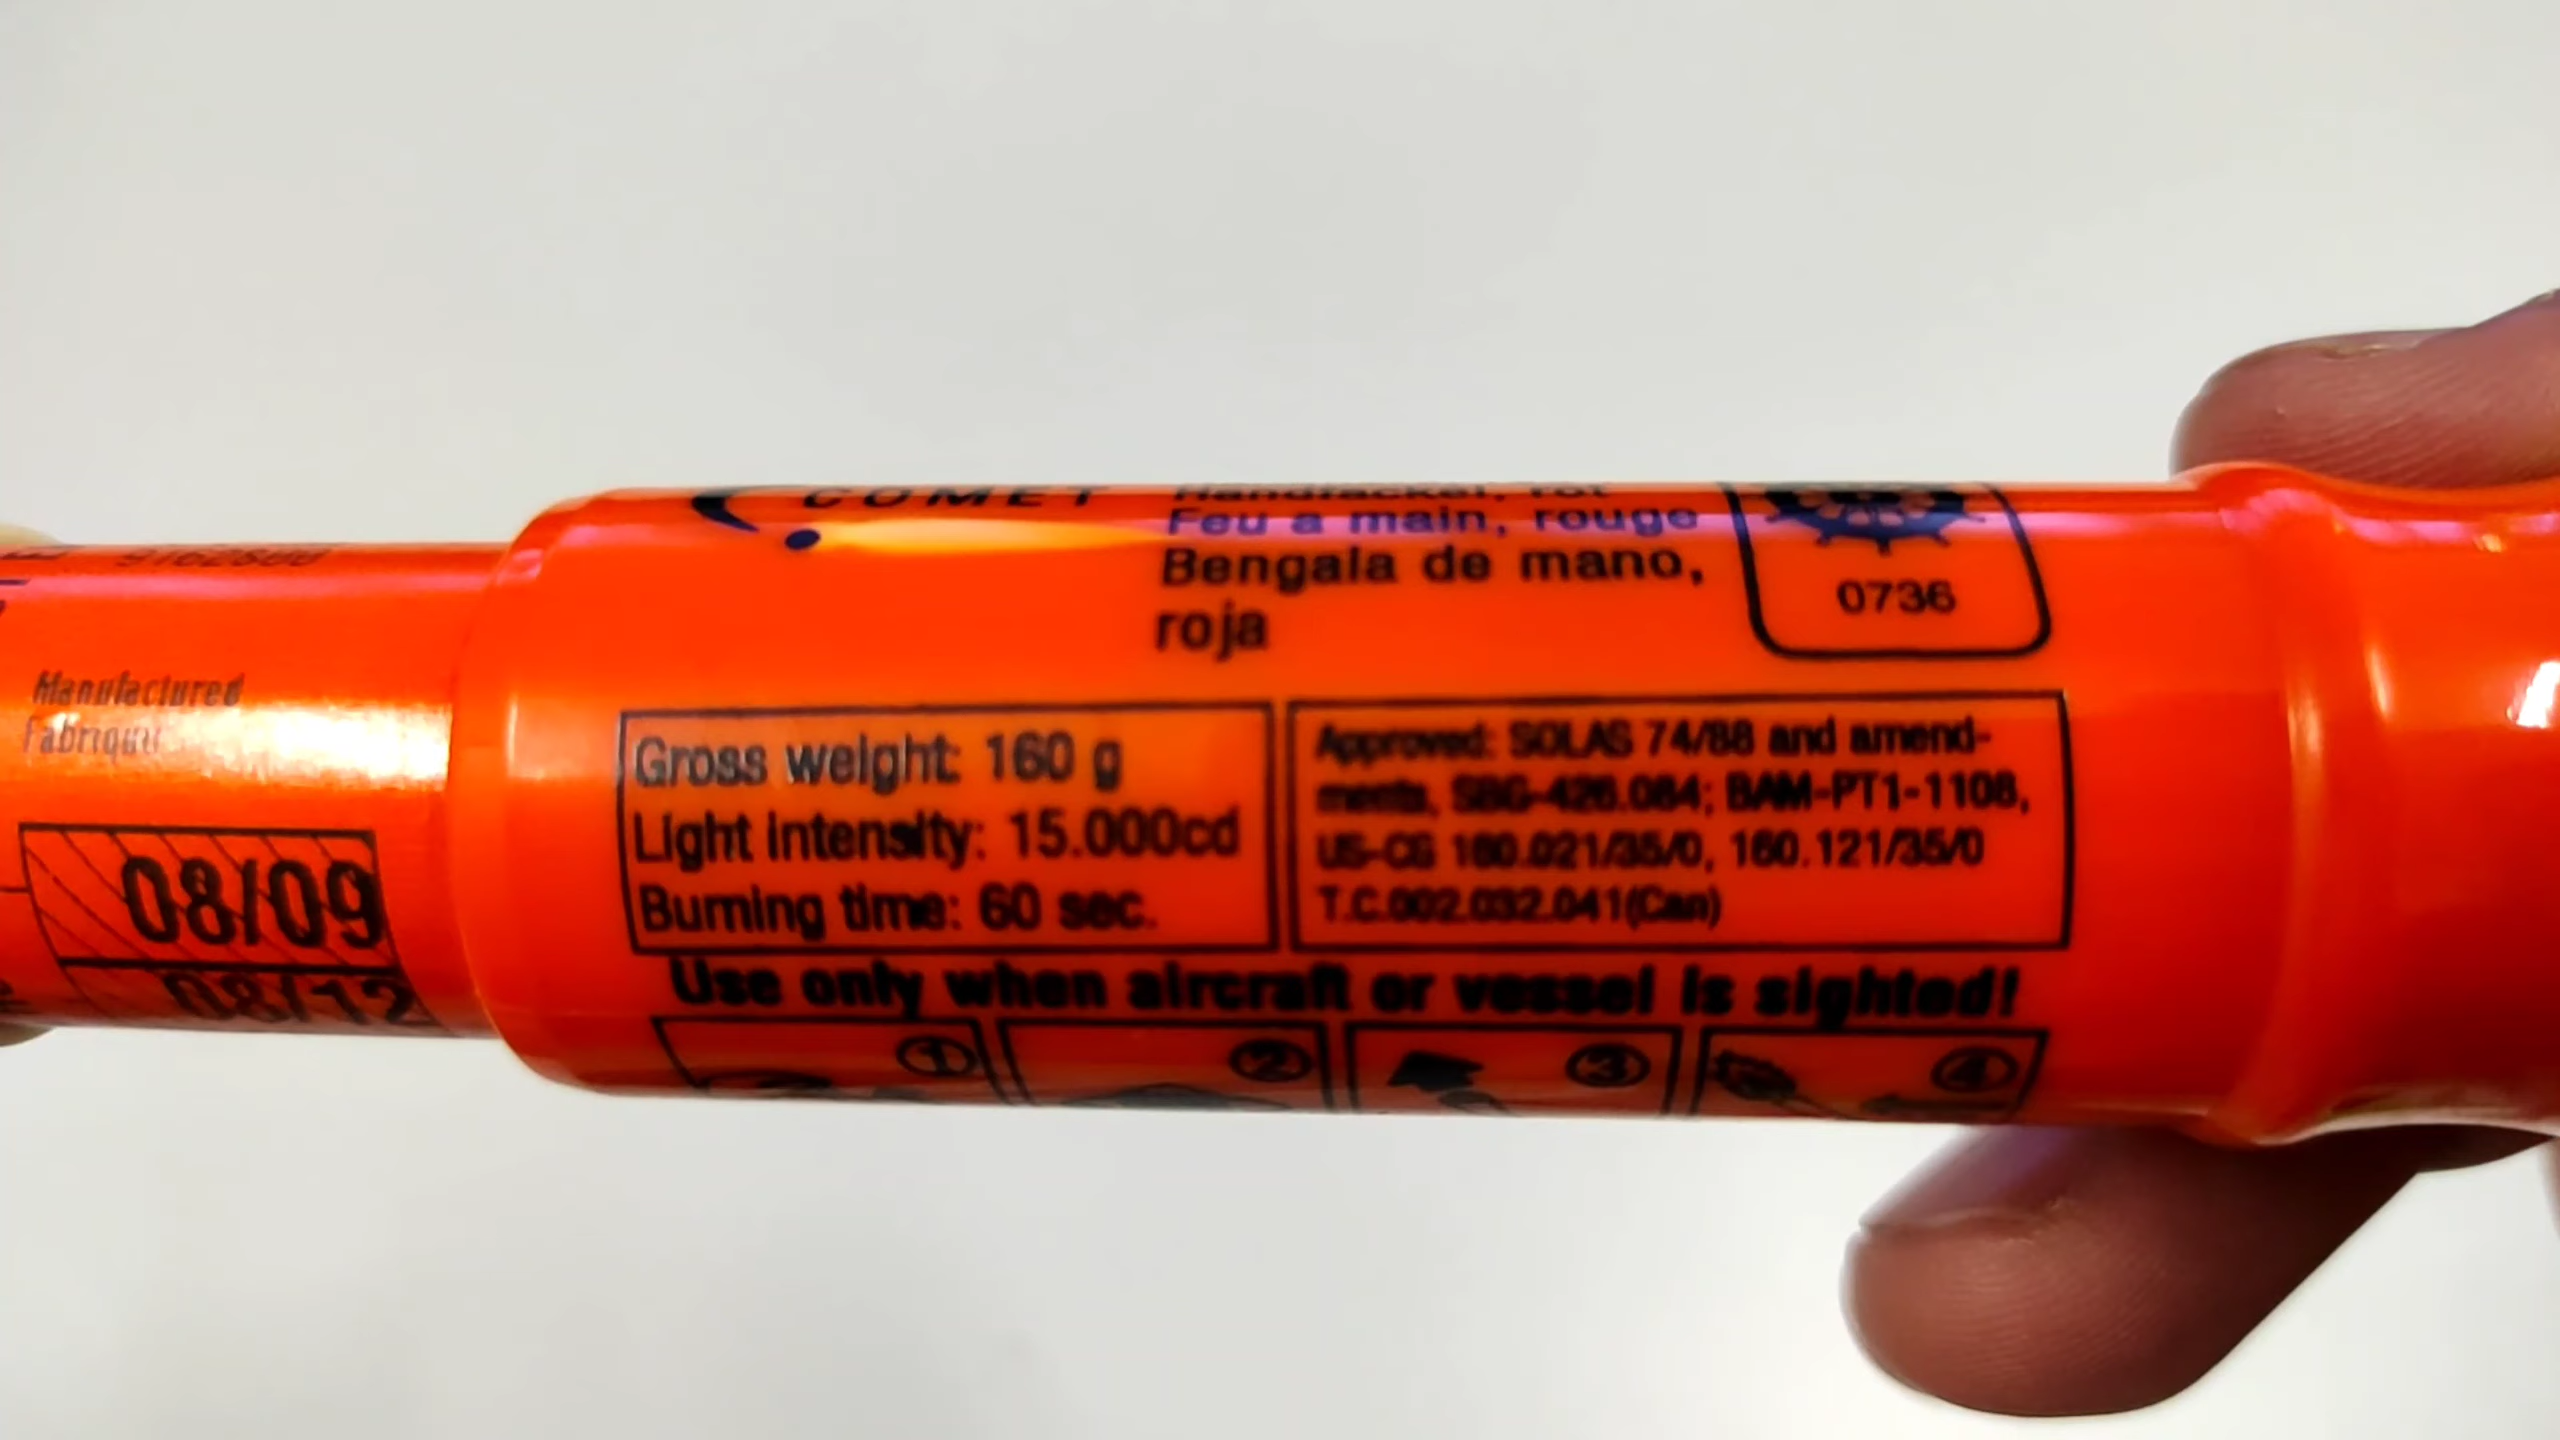 COMET
Handfackel, rot
Feu a main, rouge
Bengala de mano,
roja
0736
9162800
Manufactured
Fabriqué
08/09
08/12
Gross weight: 160 g
Light intensity: 15.000cd
Burning time: 60 sec.
Approved: SOLAS 74/88 and amend-
ments, SBG-426.084; BAM-PT1-1108,
US-CG 160.021/35/0, 160.121/35/0
T.C.002.032.041(Can)
Use only when aircraft or vessel is sighted!
1
2
3
4